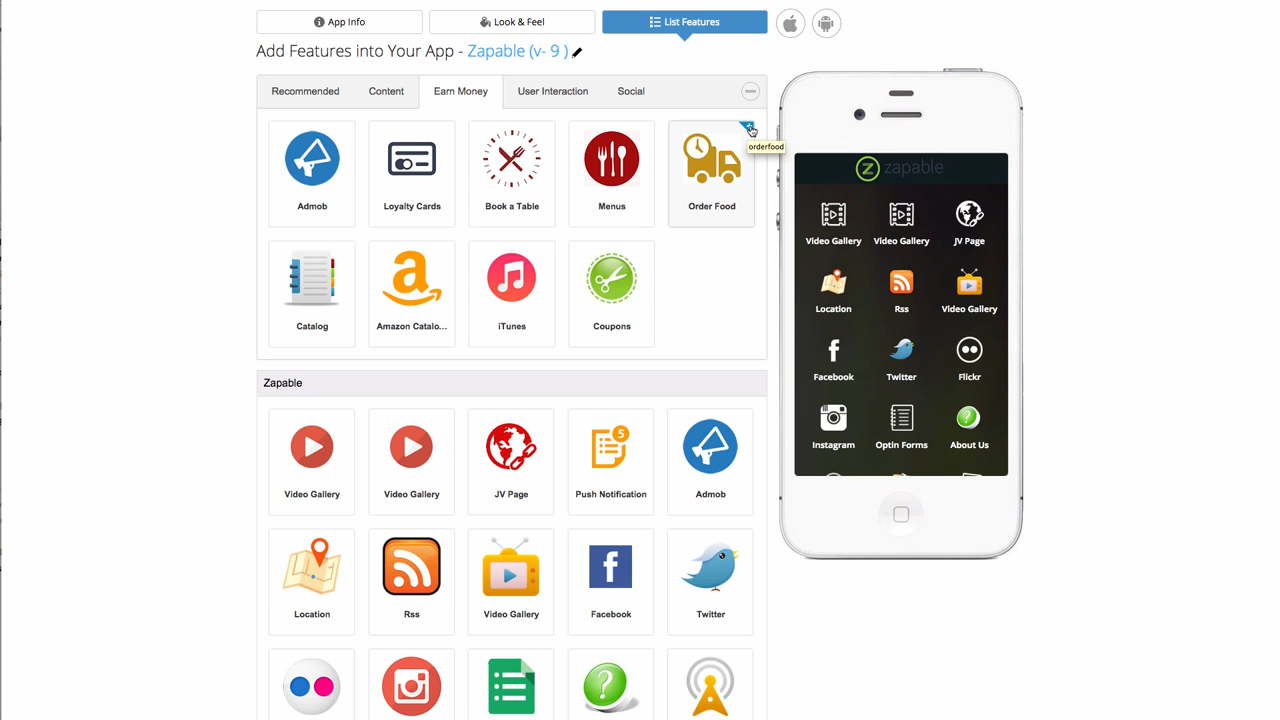 App Info
Look & Feel
List Features
Add Features into Your App - Zapable (v- 9 )
Recommended
Content
Earn Money
User Interaction
Social
orderfood
Admob
Loyalty Cards
Book a Table
Menus
Order Food
Catalog
Amazon Catalo...
iTunes
Coupons
Zapable
Video Gallery
Video Gallery
JV Page
5
Push Notification
Admob
Location
Rss
Video Gallery
Facebook
Twitter
zapable
Video Gallery
Video Gallery
JV Page
Location
Rss
Video Gallery
Facebook
Twitter
Flickr
Instagram
Optin Forms
About Us